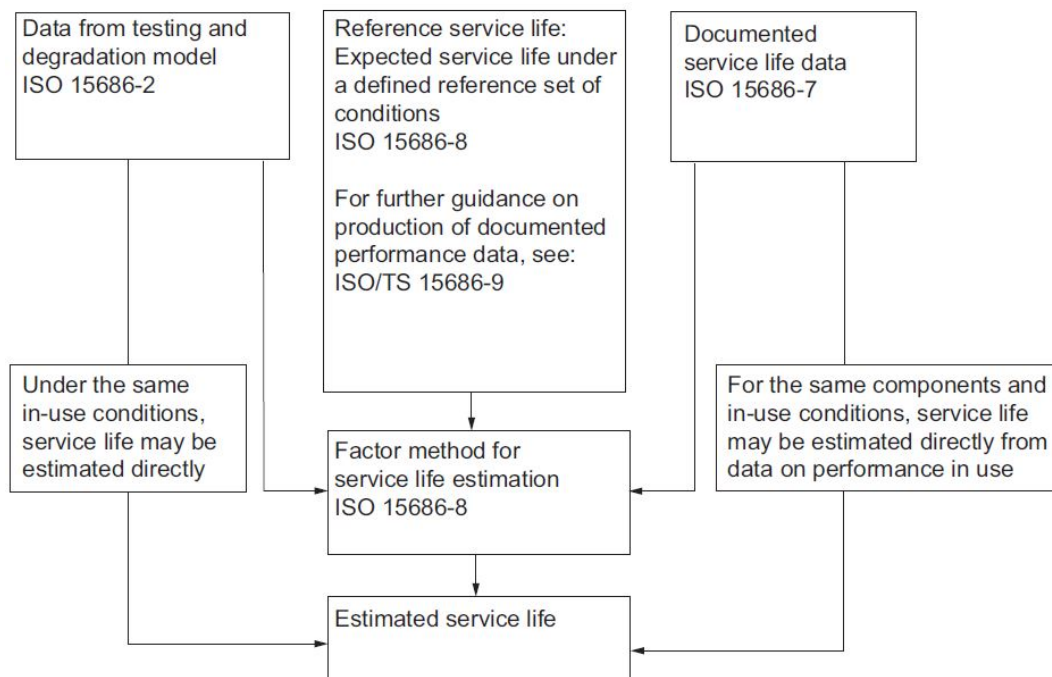 Data from testing and
degradation model
ISO 15686-2
Reference service life:
Expected service life under
a defined reference set of
conditions
ISO 15686-8
For further guidance on
production of documented
performance data, see:
ISO/TS 15686-9
Documented
service life data
ISO 15686-7
Under the same
in-use conditions,
service life may be
estimated directly
For the same components and
in-use conditions, service life
may be estimated directly from
data on performance in use
Factor method for
service life estimation
ISO 15686-8
Estimated service life